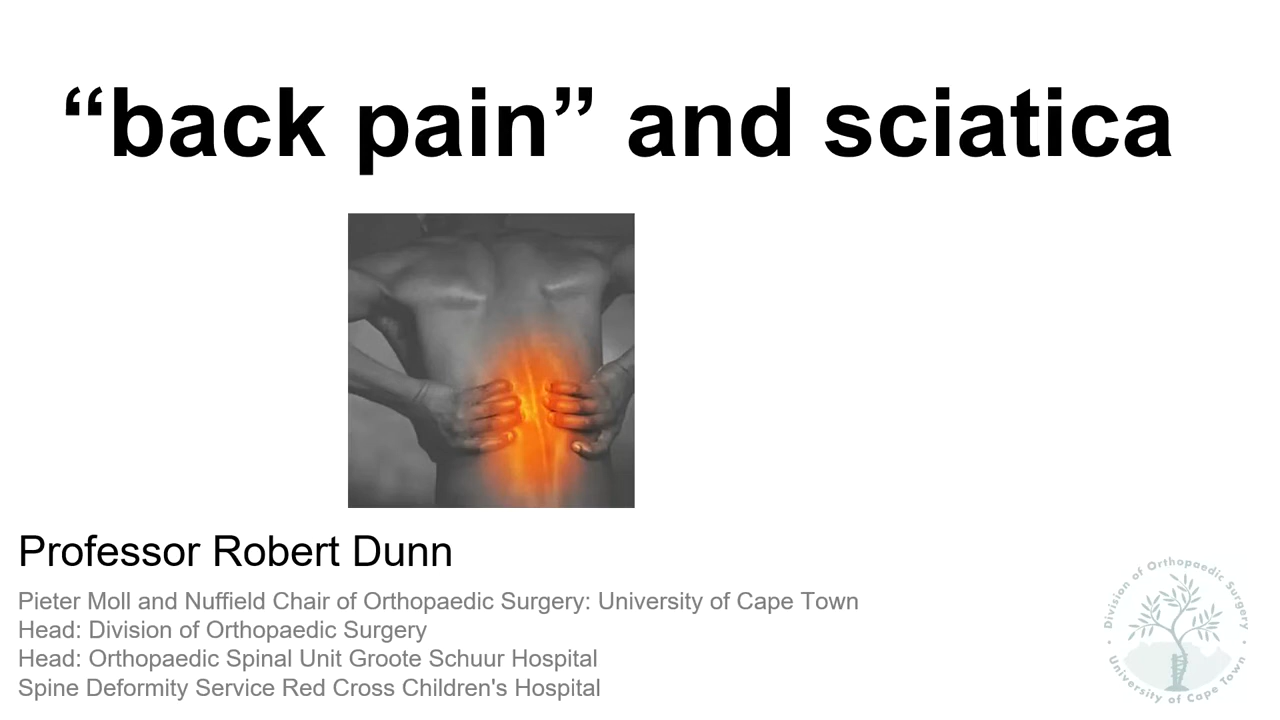 “back pain” and sciatica
Professor Robert Dunn
Pieter Moll and Nuffield Chair of Orthopaedic Surgery: University of Cape Town
Head: Division of Orthopaedic Surgery
Head: Orthopaedic Spinal Unit Groote Schuur Hospital
Spine Deformity Service Red Cross Children's Hospital
Division of Orthopaedic Surgery
University of Cape Town